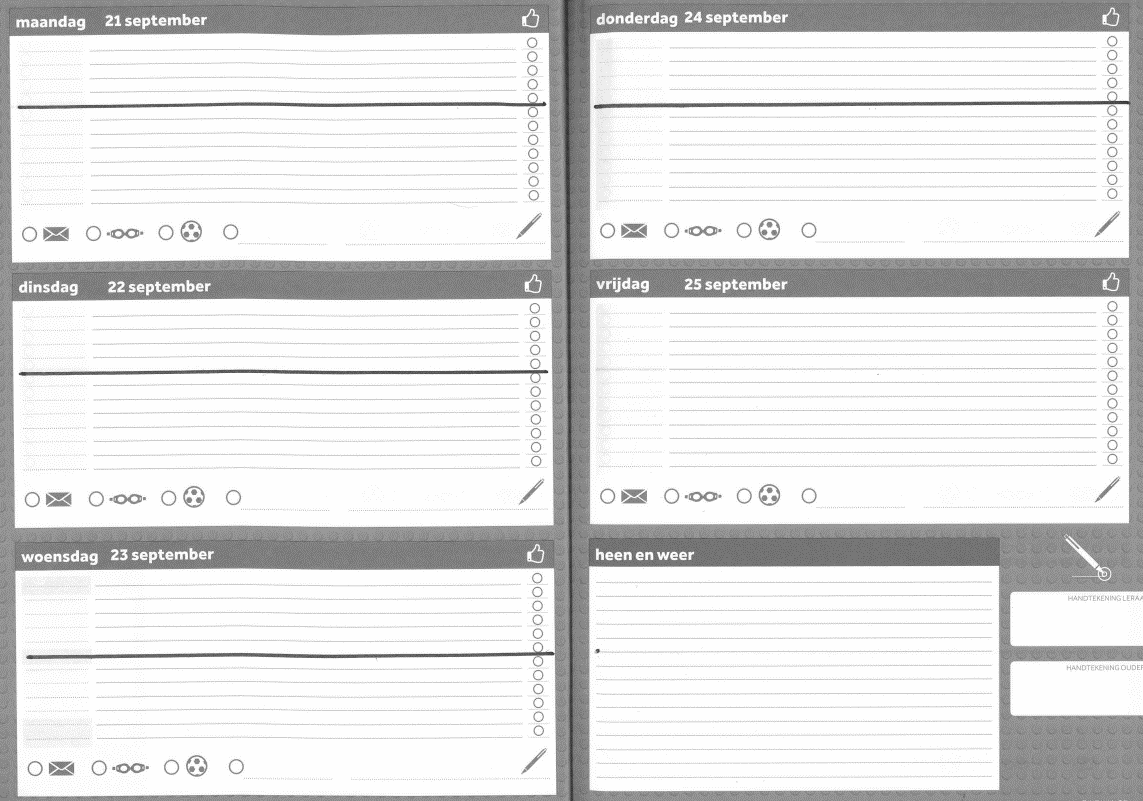 maandag 21 september
dinsdag 22 september
woensdag 23 september
donderdag 24 september
vrijdag 25 september
heen en weer
HANDTEKENING LERAA
HANDTEKENING OUDER